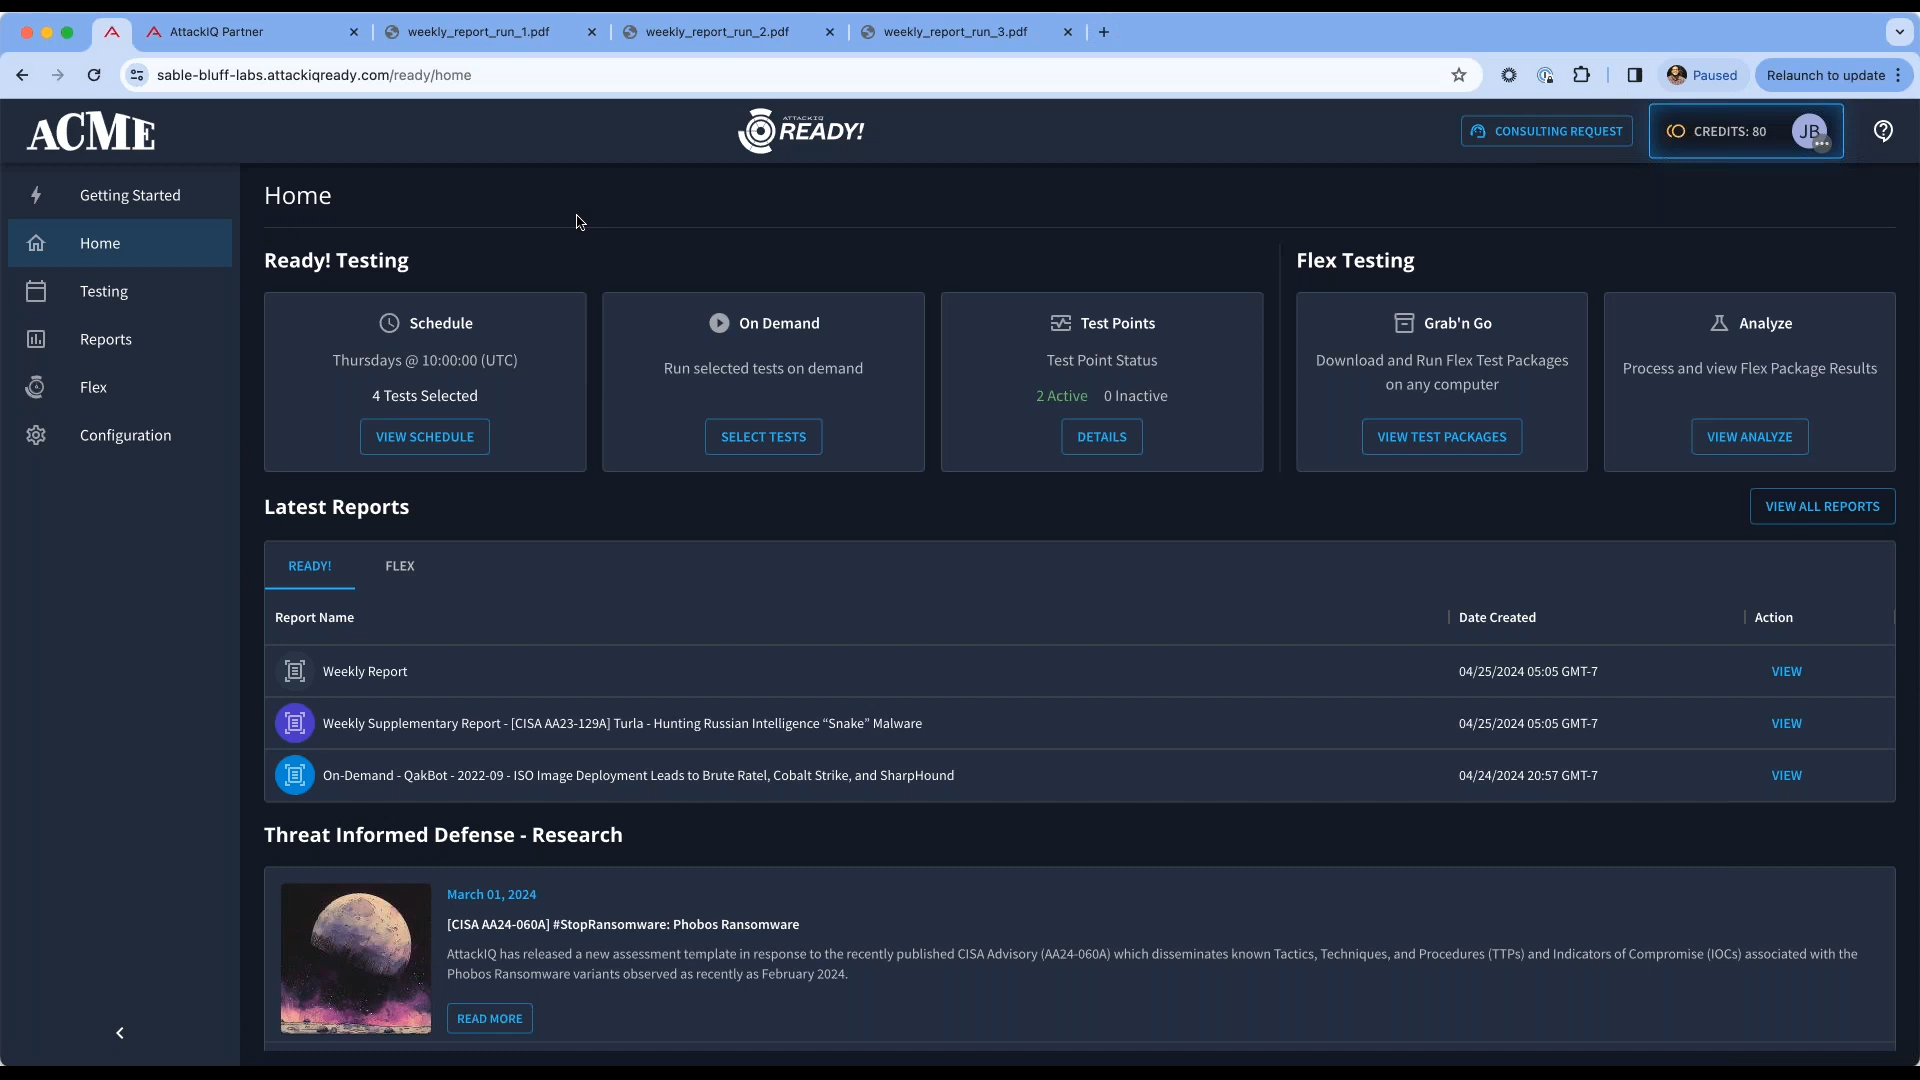 AttackIQ Partner
weekly_report_run_1.pdf
weekly_report_run_2.pdf
weekly_report_run_3.pdf
sable-bluff-labs.attackiqready.com/ready/home
Paused
Relaunch to update
ACME
ATTACKIQ
READY!
CONSULTING REQUEST
CREDITS: 80
JB
Getting Started
Home
Testing
Reports
Flex
Configuration
Home
Ready! Testing
Schedule
Thursdays @ 10:00:00 (UTC)
4 Tests Selected
VIEW SCHEDULE
On Demand
Run selected tests on demand
SELECT TESTS
Test Points
Test Point Status
2 Active 0 Inactive
DETAILS
Flex Testing
Grab'n Go
Download and Run Flex Test Packages
on any computer
VIEW TEST PACKAGES
Analyze
Process and view Flex Package Results
VIEW ANALYZE
Latest Reports
VIEW ALL REPORTS
READY! FLEX
Report Name Date Created Action
Weekly Report 04/25/2024 05:05 GMT-7 VIEW
Weekly Supplementary Report - [CISA AA23-129A] Turla - Hunting Russian Intelligence “Snake” Malware 04/25/2024 05:05 GMT-7 VIEW
On-Demand - QakBot - 2022-09 - ISO Image Deployment Leads to Brute Ratel, Cobalt Strike, and SharpHound 04/24/2024 20:57 GMT-7 VIEW
Threat Informed Defense - Research
March 01, 2024
[CISA AA24-060A] #StopRansomware: Phobos Ransomware
AttackIQ has released a new assessment template in response to the recently published CISA Advisory (AA24-060A) which disseminates known Tactics, Techniques, and Procedures (TTPs) and Indicators of Compromise (IOCs) associated with the
Phobos Ransomware variants observed as recently as February 2024.
READ MORE